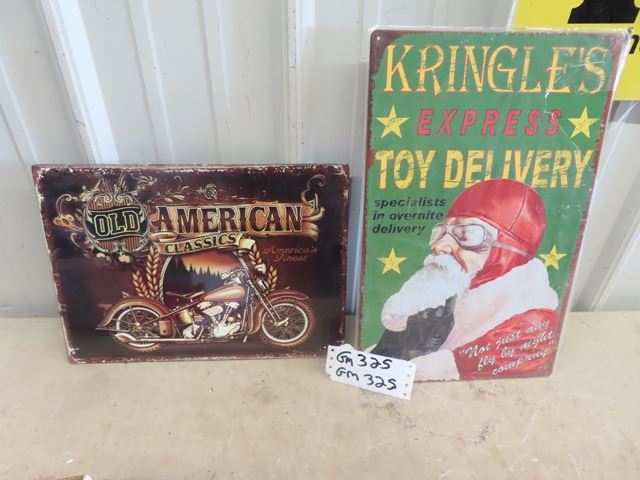 OLD
AMERICAN
CLASSICS
America's
Finest
KRINGLE'S
EXPRESS
TOY DELIVERY
specialists
in overnite
delivery
"Not just any
fly by night
company"
GM 325
GM 325